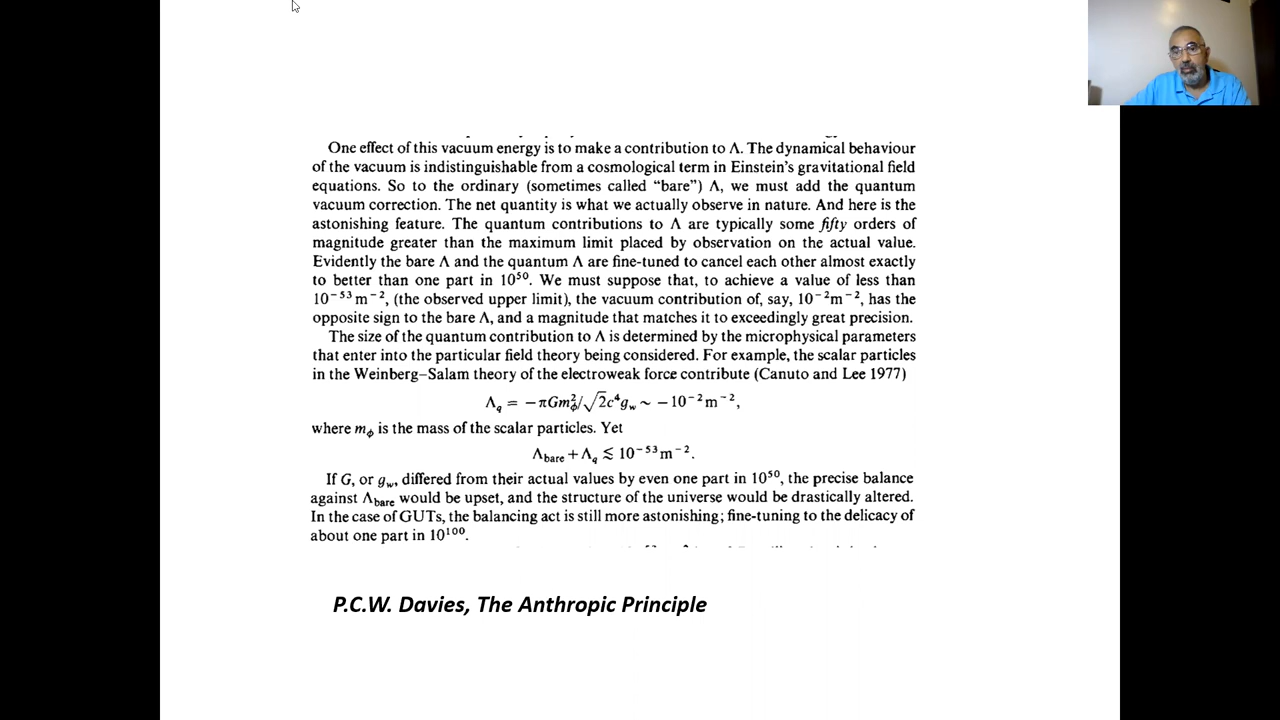 One effect of this vacuum energy is to make a contribution to Λ. The dynamical behaviour
of the vacuum is indistinguishable from a cosmological term in Einstein's gravitational field
equations. So to the ordinary (sometimes called “bare”) Λ, we must add the quantum
vacuum correction. The net quantity is what we actually observe in nature. And here is the
astonishing feature. The quantum contributions to Λ are typically some fifty orders of
magnitude greater than the maximum limit placed by observation on the actual value.
Evidently the bare Λ and the quantum Λ are fine-tuned to cancel each other almost exactly
to better than one part in 10⁵⁰. We must suppose that, to achieve a value of less than
10⁻⁵³ m⁻², (the observed upper limit), the vacuum contribution of, say, 10⁻²m⁻², has the
opposite sign to the bare Λ, and a magnitude that matches it to exceedingly great precision.
The size of the quantum contribution to Λ is determined by the microphysical parameters
that enter into the particular field theory being considered. For example, the scalar particles
in the Weinberg–Salam theory of the electroweak force contribute (Canuto and Lee 1977)
Λ_q = −πGm_ϕ²/√2c⁴g_w ~ −10⁻²m⁻²,
where m_ϕ is the mass of the scalar particles. Yet
Λ_bare + Λ_q ≲ 10⁻⁵³m⁻².
If G, or g_w, differed from their actual values by even one part in 10⁵⁰, the precise balance
against Λ_bare would be upset, and the structure of the universe would be drastically altered.
In the case of GUTs, the balancing act is still more astonishing; fine-tuning to the delicacy of
about one part in 10¹⁰⁰.
P.C.W. Davies, The Anthropic Principle